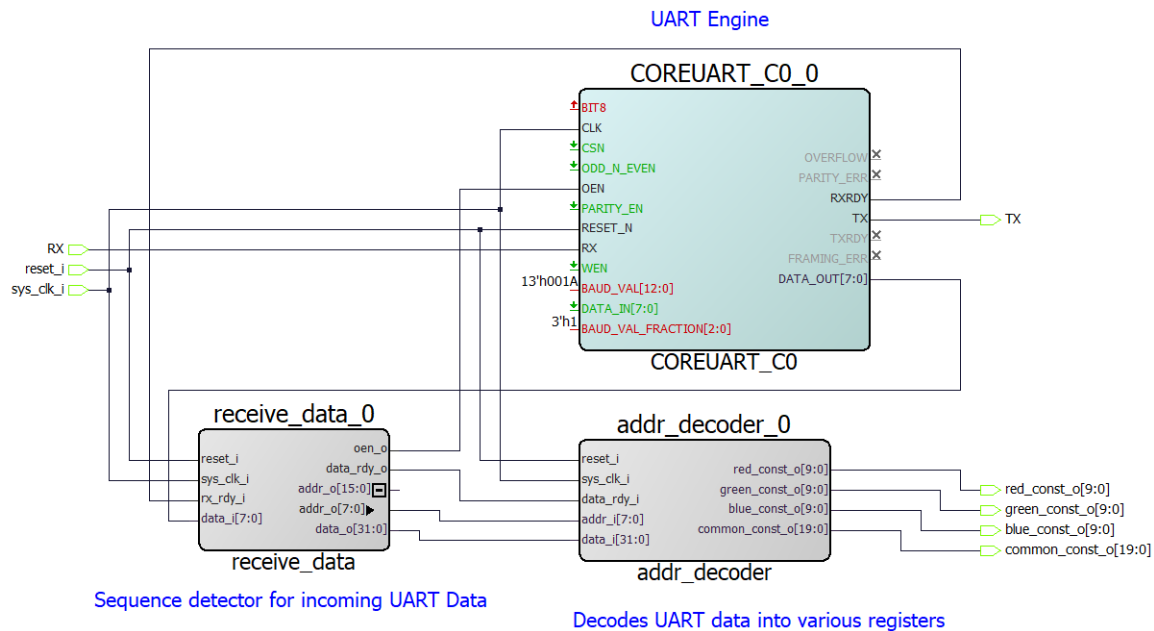 UART Engine
COREUART_C0_0
BIT8
CLK
CSN
ODD_N_EVEN
OEN
PARITY_EN
RESET_N
RX
WEN
13'h001A
BAUD_VAL[12:0]
DATA_IN[7:0]
3'h1
BAUD_VAL_FRACTION[2:0]
OVERFLOW
PARITY_ERR
RXRDY
TX
TXRDY
FRAMING_ERR
DATA_OUT[7:0]
COREUART_C0
TX
RX
reset_i
sys_clk_i
receive_data_0
reset_i
sys_clk_i
rx_rdy_i
data_i[7:0]
oen_o
data_rdy_o
addr_o[15:0]
addr_o[7:0]
data_o[31:0]
receive_data
Sequence detector for incoming UART Data
addr_decoder_0
reset_i
sys_clk_i
data_rdy_i
addr_i[7:0]
data_i[31:0]
red_const_o[9:0]
green_const_o[9:0]
blue_const_o[9:0]
common_const_o[19:0]
addr_decoder
Decodes UART data into various registers
red_const_o[9:0]
green_const_o[9:0]
blue_const_o[9:0]
common_const_o[19:0]